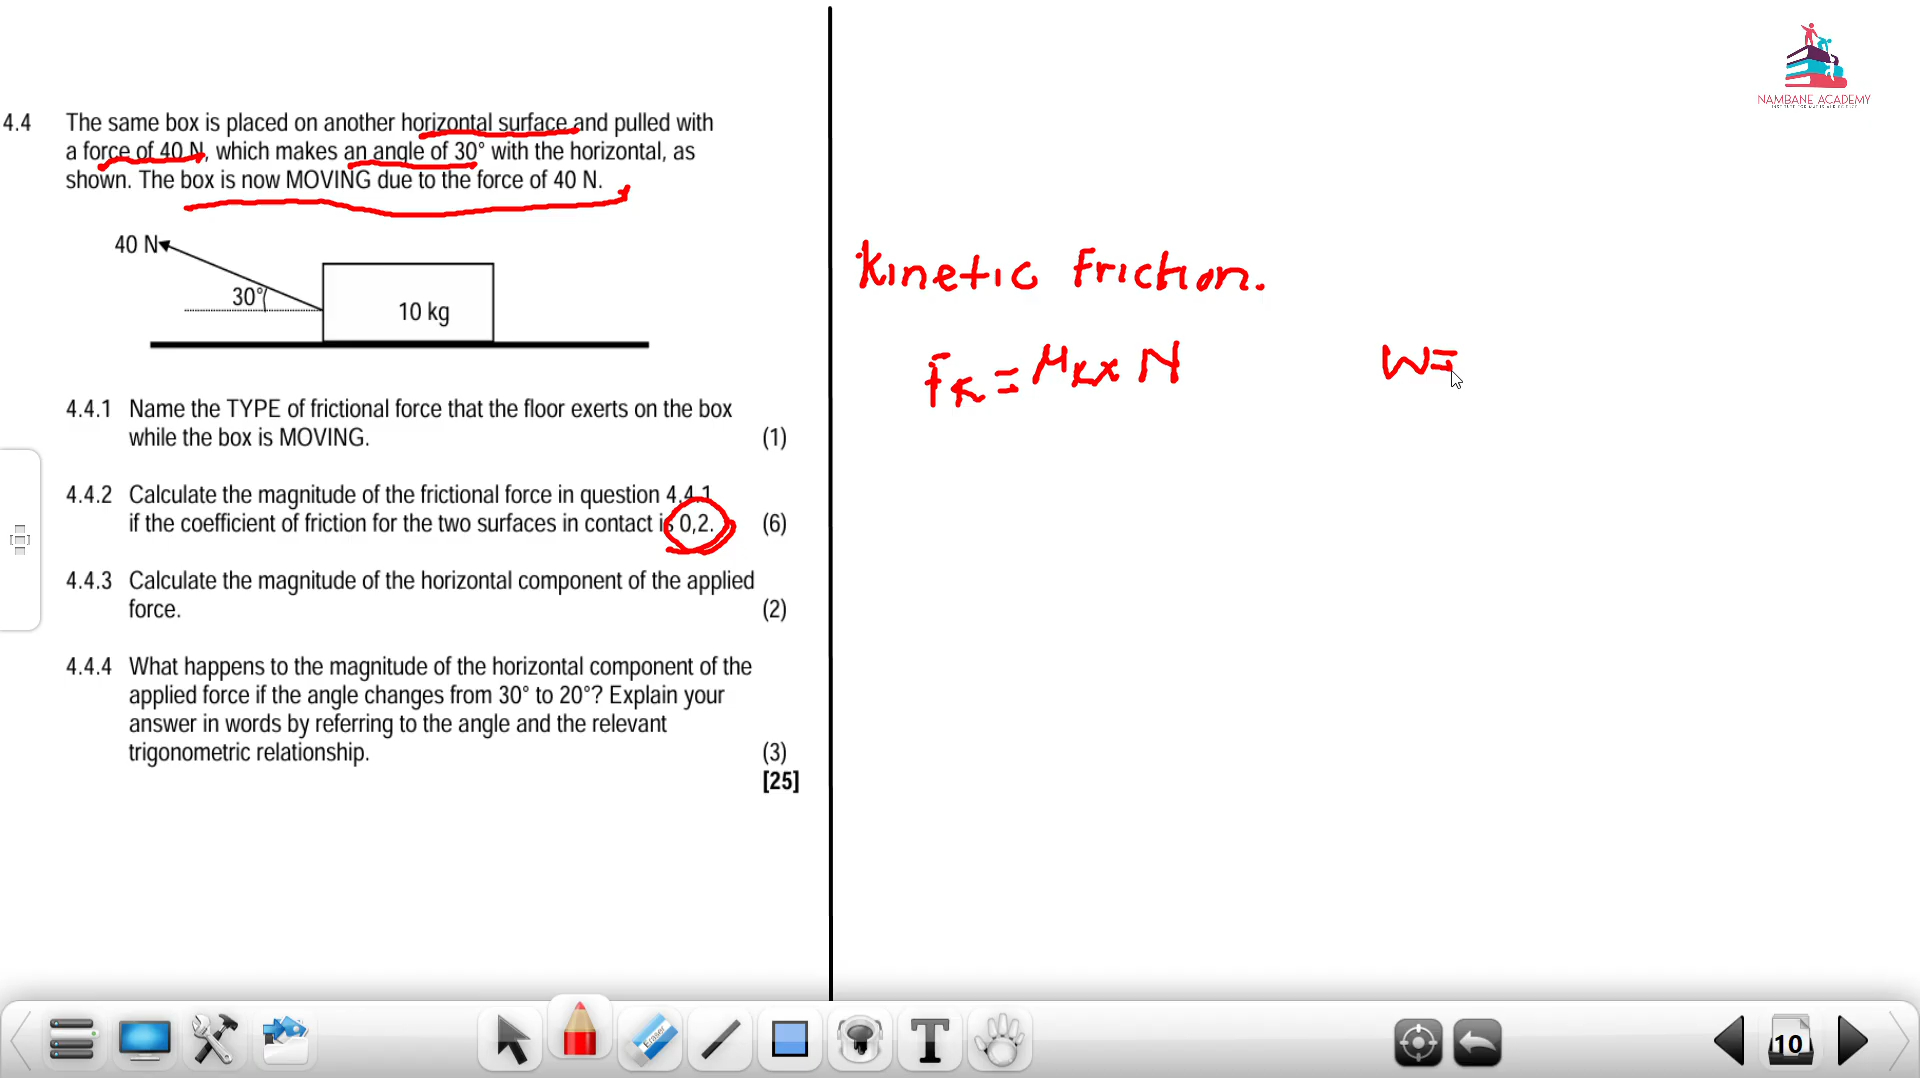 4.4 The same box is placed on another horizontal surface and pulled with
a force of 40 N, which makes an angle of 30° with the horizontal, as
shown. The box is now MOVING due to the force of 40 N.
40 N
30°
10 kg
4.4.1 Name the TYPE of frictional force that the floor exerts on the box
while the box is MOVING. (1)
4.4.2 Calculate the magnitude of the frictional force in question 4.4.1
if the coefficient of friction for the two surfaces in contact is 0,2. (6)
4.4.3 Calculate the magnitude of the horizontal component of the applied
force. (2)
4.4.4 What happens to the magnitude of the horizontal component of the
applied force if the angle changes from 30° to 20°? Explain your
answer in words by referring to the angle and the relevant
trigonometric relationship. (3)
[25]
NAMBANE ACADEMY
Kinetic Friction.
fK = μK x N
W=
Eraser
T
10